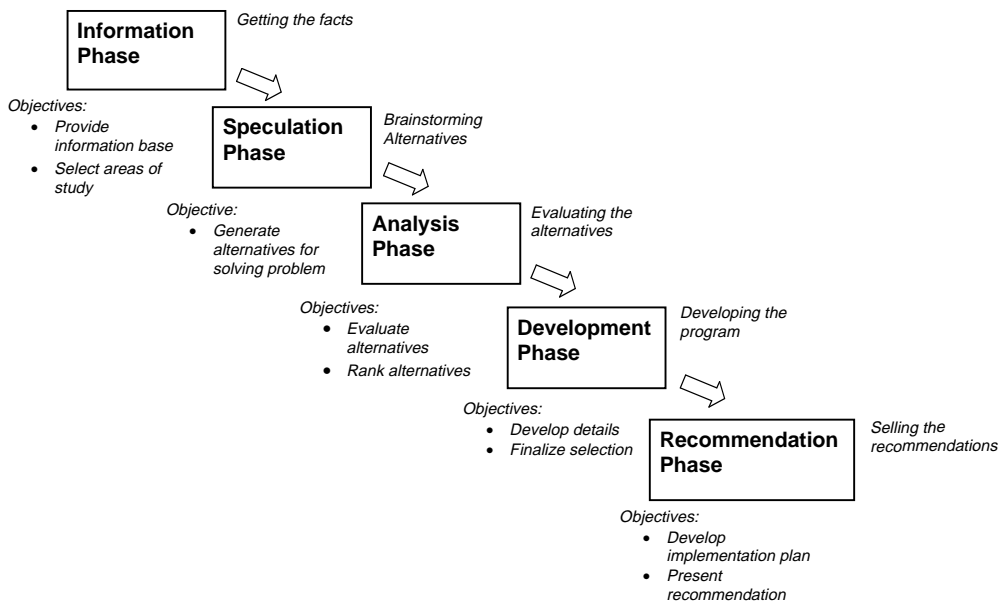 Information
Phase
Getting the facts
Objectives:
• Provide
information base
• Select areas of
study
Speculation
Phase
Brainstorming
Alternatives
Objective:
• Generate
alternatives for
solving problem
Analysis
Phase
Evaluating the
alternatives
Objectives:
• Evaluate
alternatives
• Rank alternatives
Development
Phase
Developing the
program
Objectives:
• Develop details
• Finalize selection
Recommendation
Phase
Selling the
recommendations
Objectives:
• Develop
implementation plan
• Present
recommendation